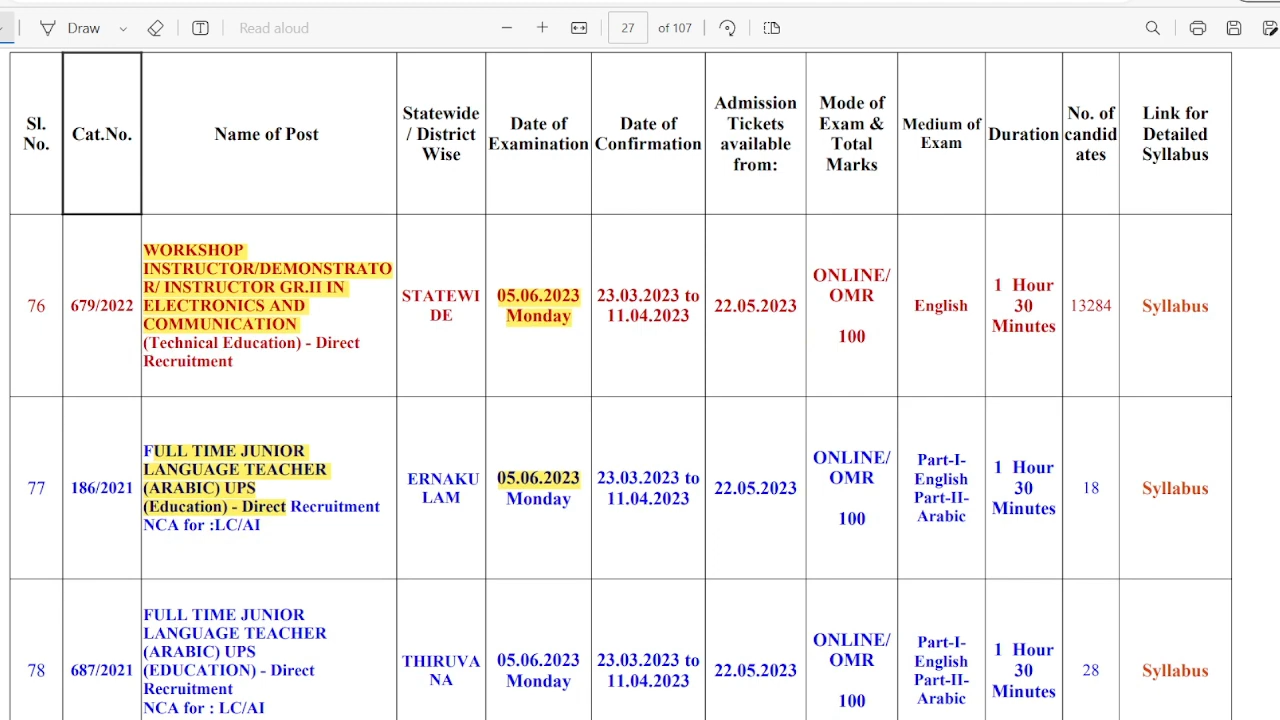 Draw
Read aloud
27
of 107
Sl.
No.
Cat.No.
Name of Post
Statewide
/ District
Wise
Date of
Examination
Date of
Confirmation
Admission
Tickets
available
from:
Mode of
Exam &
Total
Marks
Medium of
Exam
Duration
No. of
candid
ates
Link for
Detailed
Syllabus
76
679/2022
WORKSHOP
INSTRUCTOR/DEMONSTRATO
R/ INSTRUCTOR GR.II IN
ELECTRONICS AND
COMMUNICATION
(Technical Education) - Direct
Recruitment
STATEWI
DE
05.06.2023
Monday
23.03.2023 to
11.04.2023
22.05.2023
ONLINE/
OMR
100
English
1 Hour
30
Minutes
13284
Syllabus
77
186/2021
FULL TIME JUNIOR
LANGUAGE TEACHER
(ARABIC) UPS
(Education) - Direct Recruitment
NCA for :LC/AI
ERNAKU
LAM
05.06.2023
Monday
23.03.2023 to
11.04.2023
22.05.2023
ONLINE/
OMR
100
Part-I-
English
Part-II-
Arabic
1 Hour
30
Minutes
18
Syllabus
78
687/2021
FULL TIME JUNIOR
LANGUAGE TEACHER
(ARABIC) UPS
(EDUCATION) - Direct
Recruitment
NCA for : LC/AI
THIRUVA
NA
05.06.2023
Monday
23.03.2023 to
11.04.2023
22.05.2023
ONLINE/
OMR
100
Part-I-
English
Part-II-
Arabic
1 Hour
30
Minutes
28
Syllabus